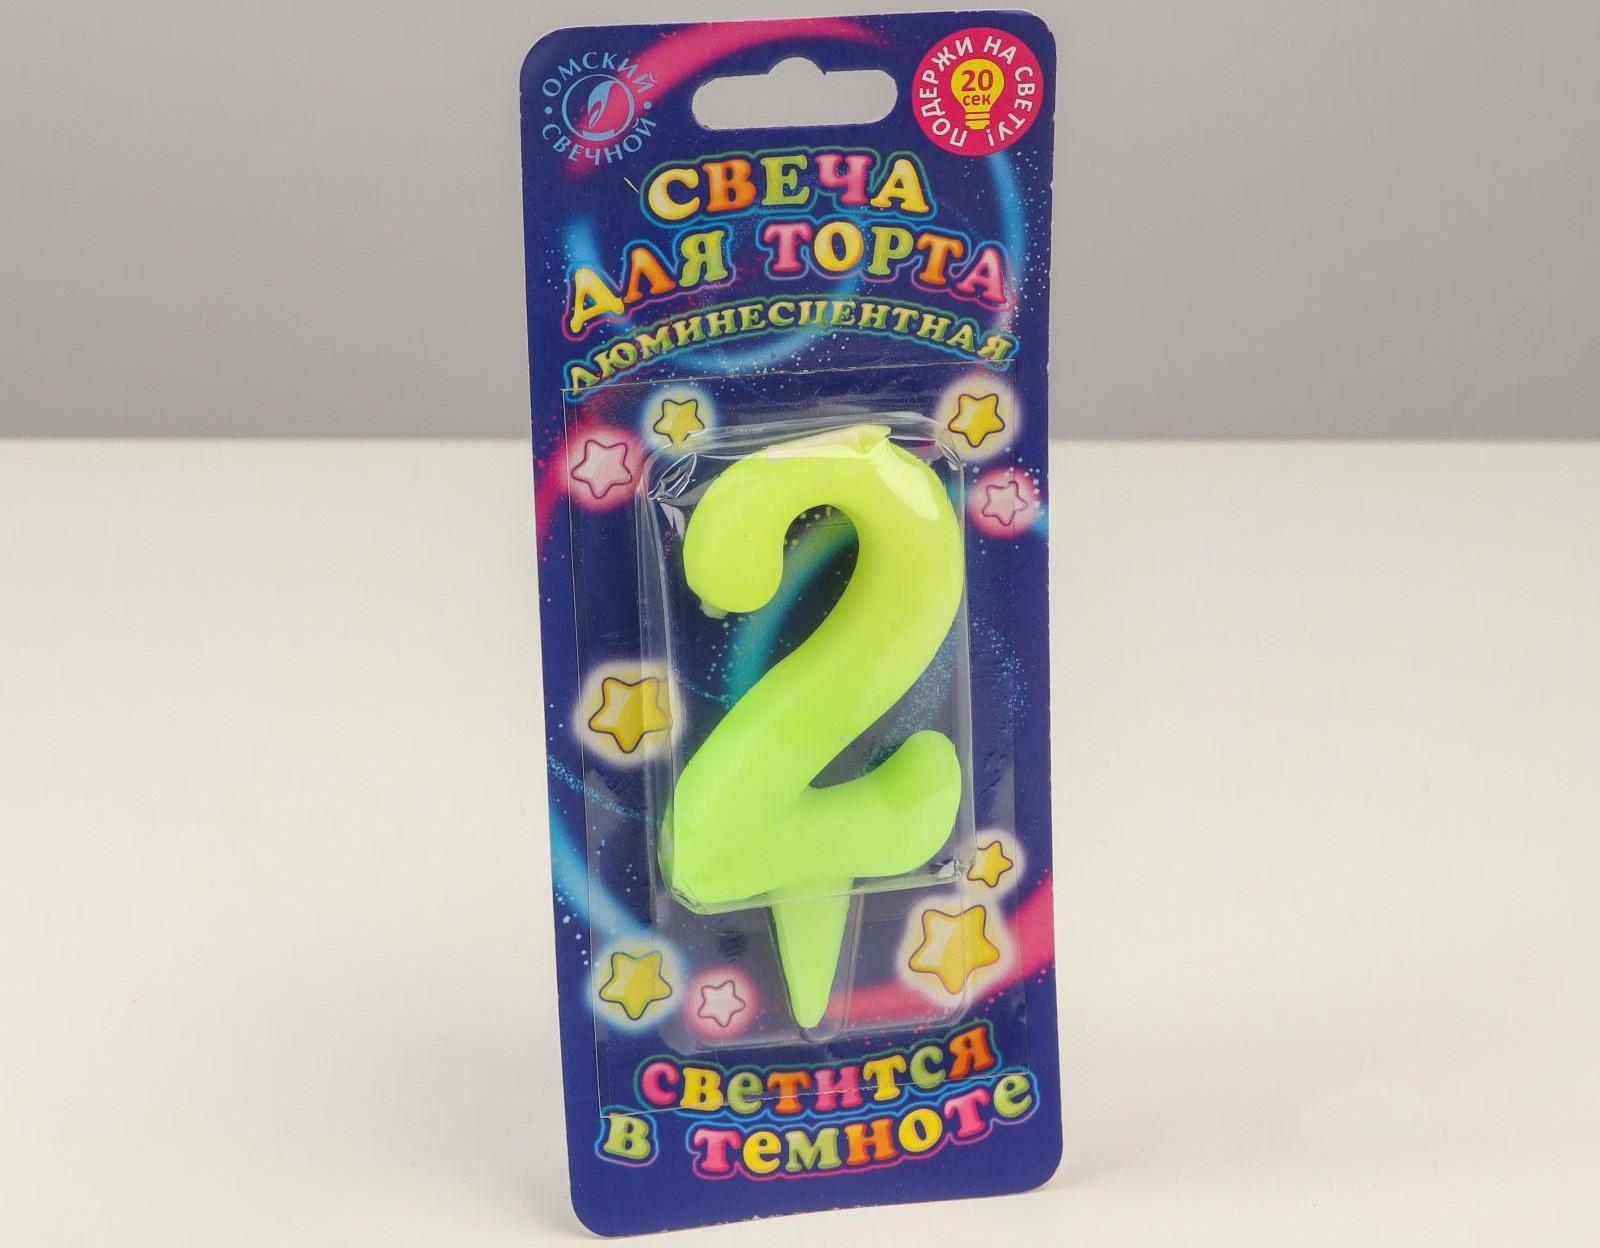 ОМСКИЙ
СВЕЧНОЙ
ПОДЕРЖИ НА СВЕТУ!
20
сек
СВЕЧА
ДЛЯ ТОРТА
ЛЮМИНЕСЦЕНТНАЯ
2
СВЕТИТСЯ
В ТЕМНОТЕ